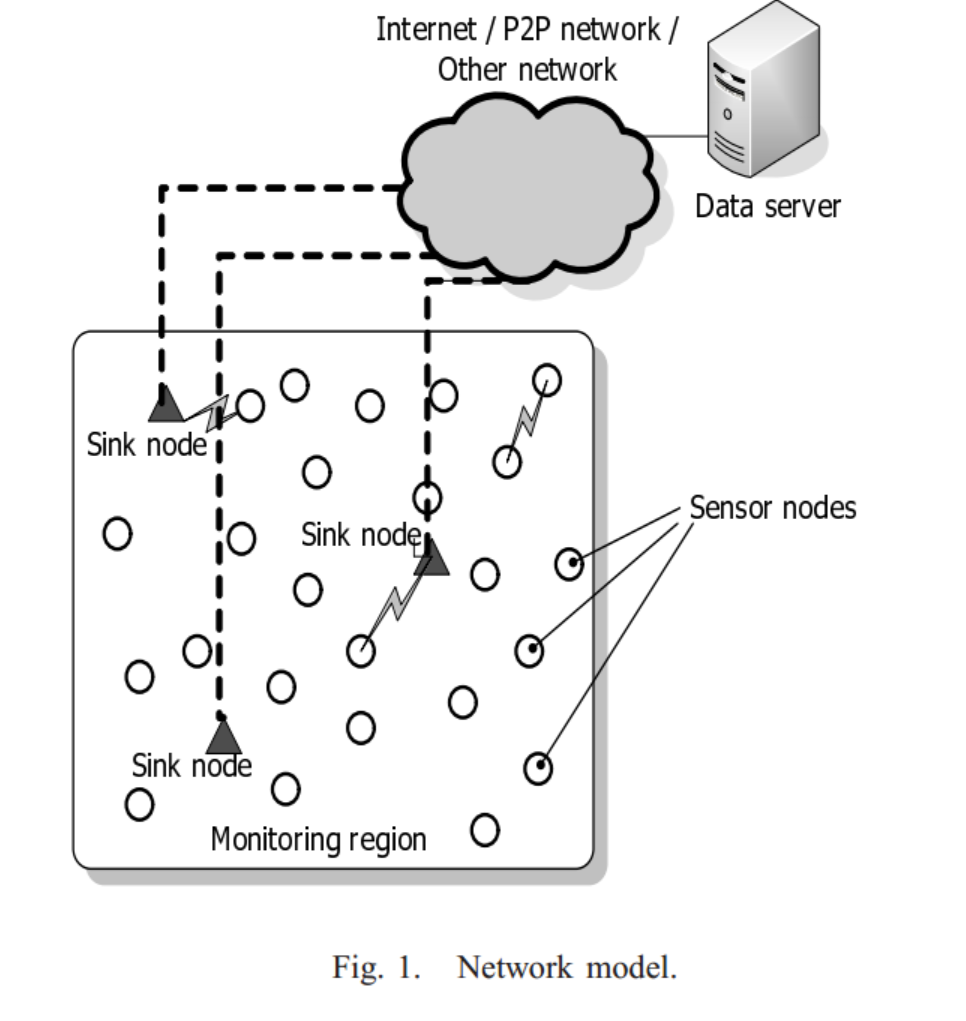 Internet / P2P network /
Other network
Data server
Sink node
Sensor nodes
Sink node
Sink node
Monitoring region
Fig. 1. Network model.